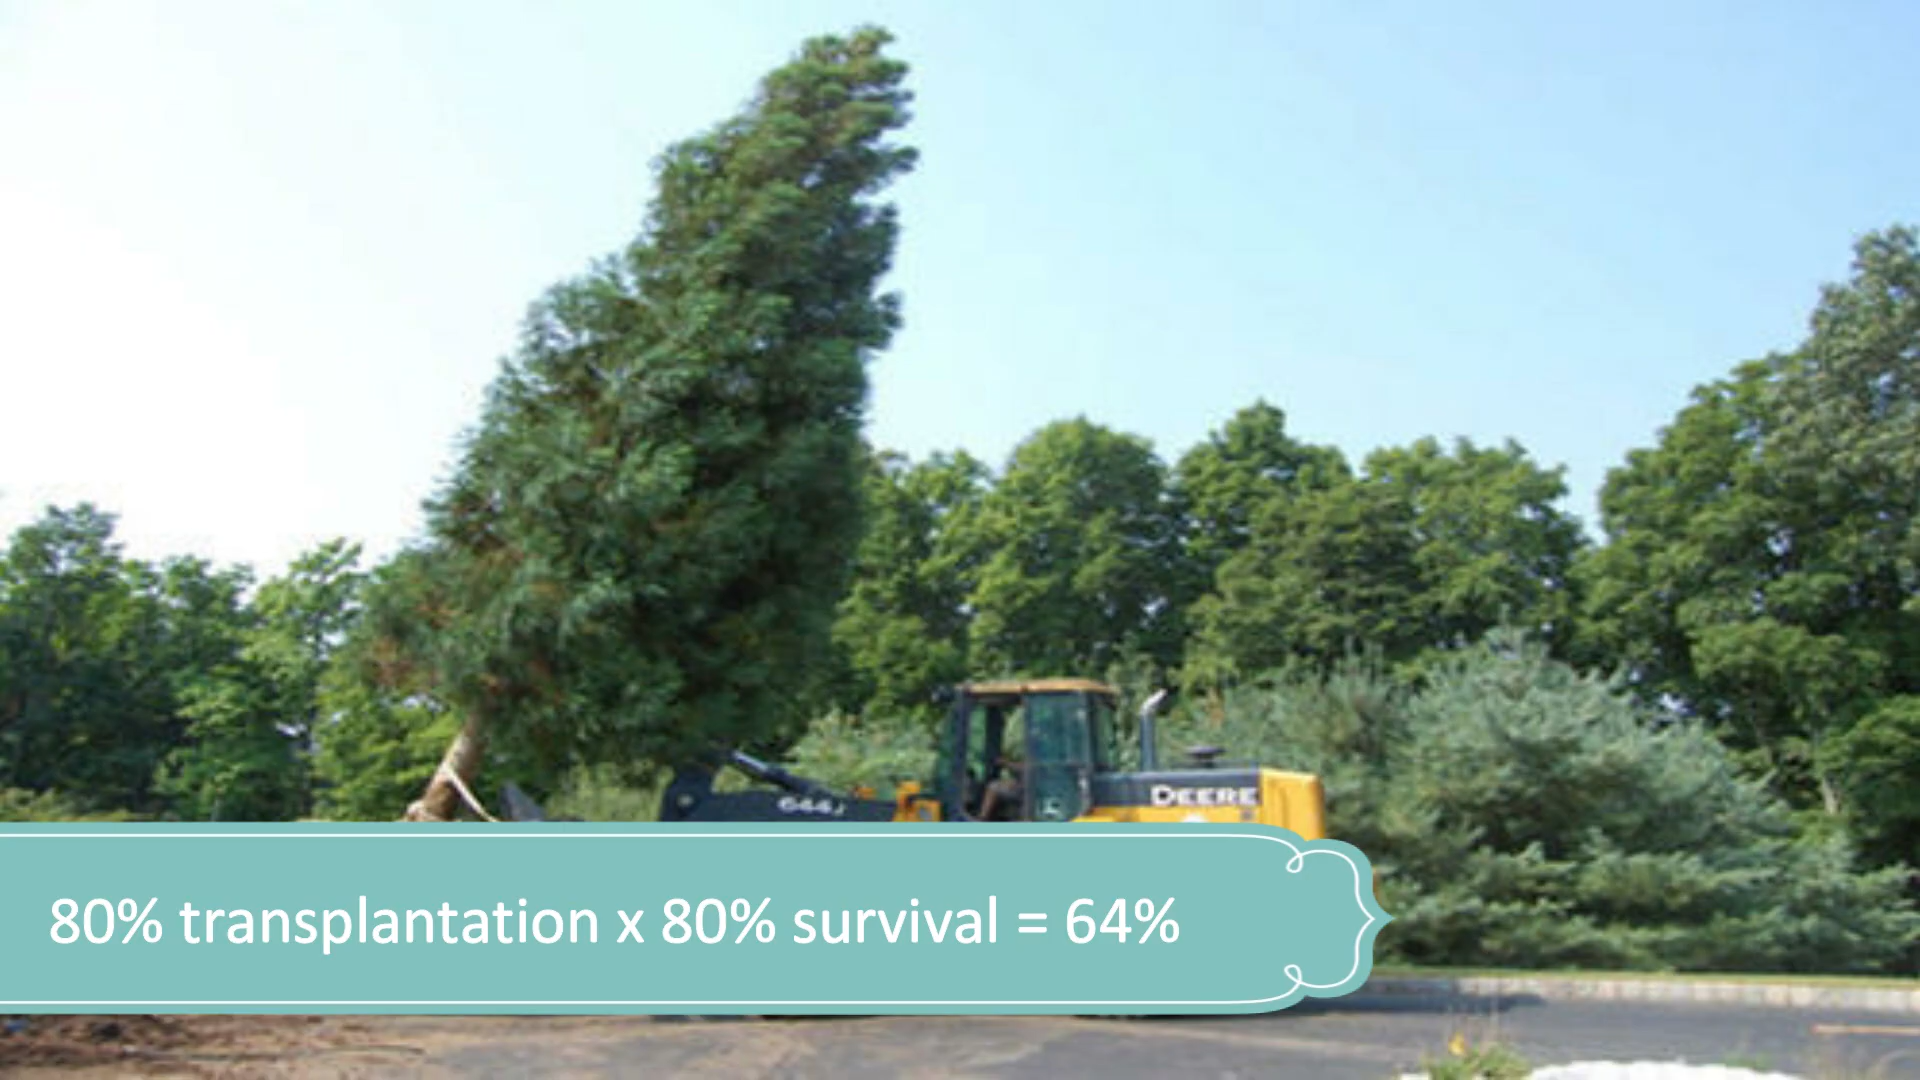 644J
DEERE
80% transplantation x 80% survival = 64%